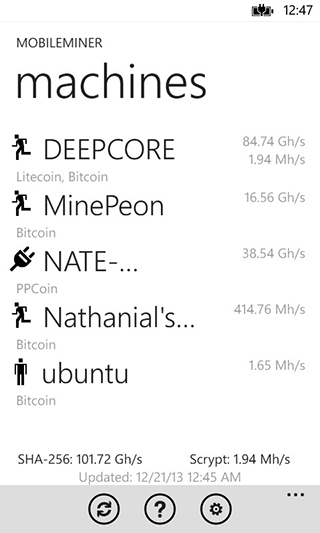 12:47
MOBILEMINER
machines
DEEPCORE 84.74 Gh/s
1.94 Mh/s
Litecoin, Bitcoin
MinePeon 16.56 Gh/s
Bitcoin
NATE-... 38.54 Gh/s
PPCoin
Nathanial's... 414.76 Mh/s
Bitcoin
ubuntu 1.65 Mh/s
Bitcoin
SHA-256: 101.72 Gh/s Scrypt: 1.94 Mh/s
Updated: 12/21/13 12:45 AM
?
...